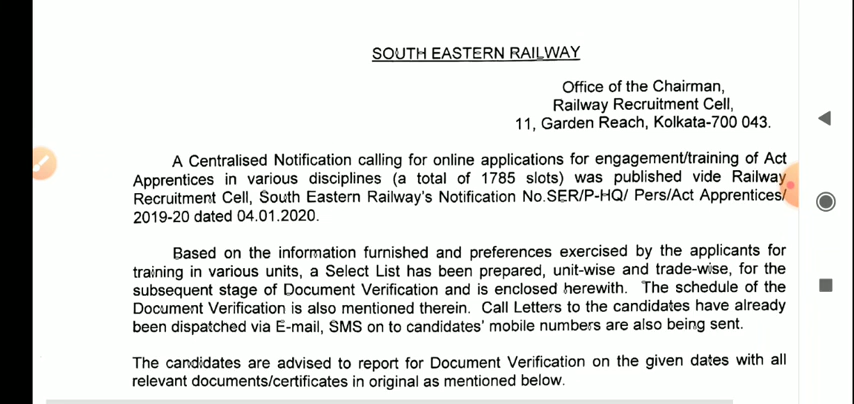 SOUTH EASTERN RAILWAY
Office of the Chairman,
Railway Recruitment Cell,
11, Garden Reach, Kolkata-700 043.
A Centralised Notification calling for online applications for engagement/training of Act
Apprentices in various disciplines (a total of 1785 slots) was published vide Railway
Recruitment Cell, South Eastern Railway's Notification No.SER/P-HQ/ Pers/Act Apprentices/
2019-20 dated 04.01.2020.
Based on the information furnished and preferences exercised by the applicants for
training in various units, a Select List has been prepared, unit-wise and trade-wise, for the
subsequent stage of Document Verification and is enclosed herewith. The schedule of the
Document Verification is also mentioned therein. Call Letters to the candidates have already
been dispatched via E-mail, SMS on to candidates' mobile numbers are also being sent.
The candidates are advised to report for Document Verification on the given dates with all
relevant documents/certificates in original as mentioned below.